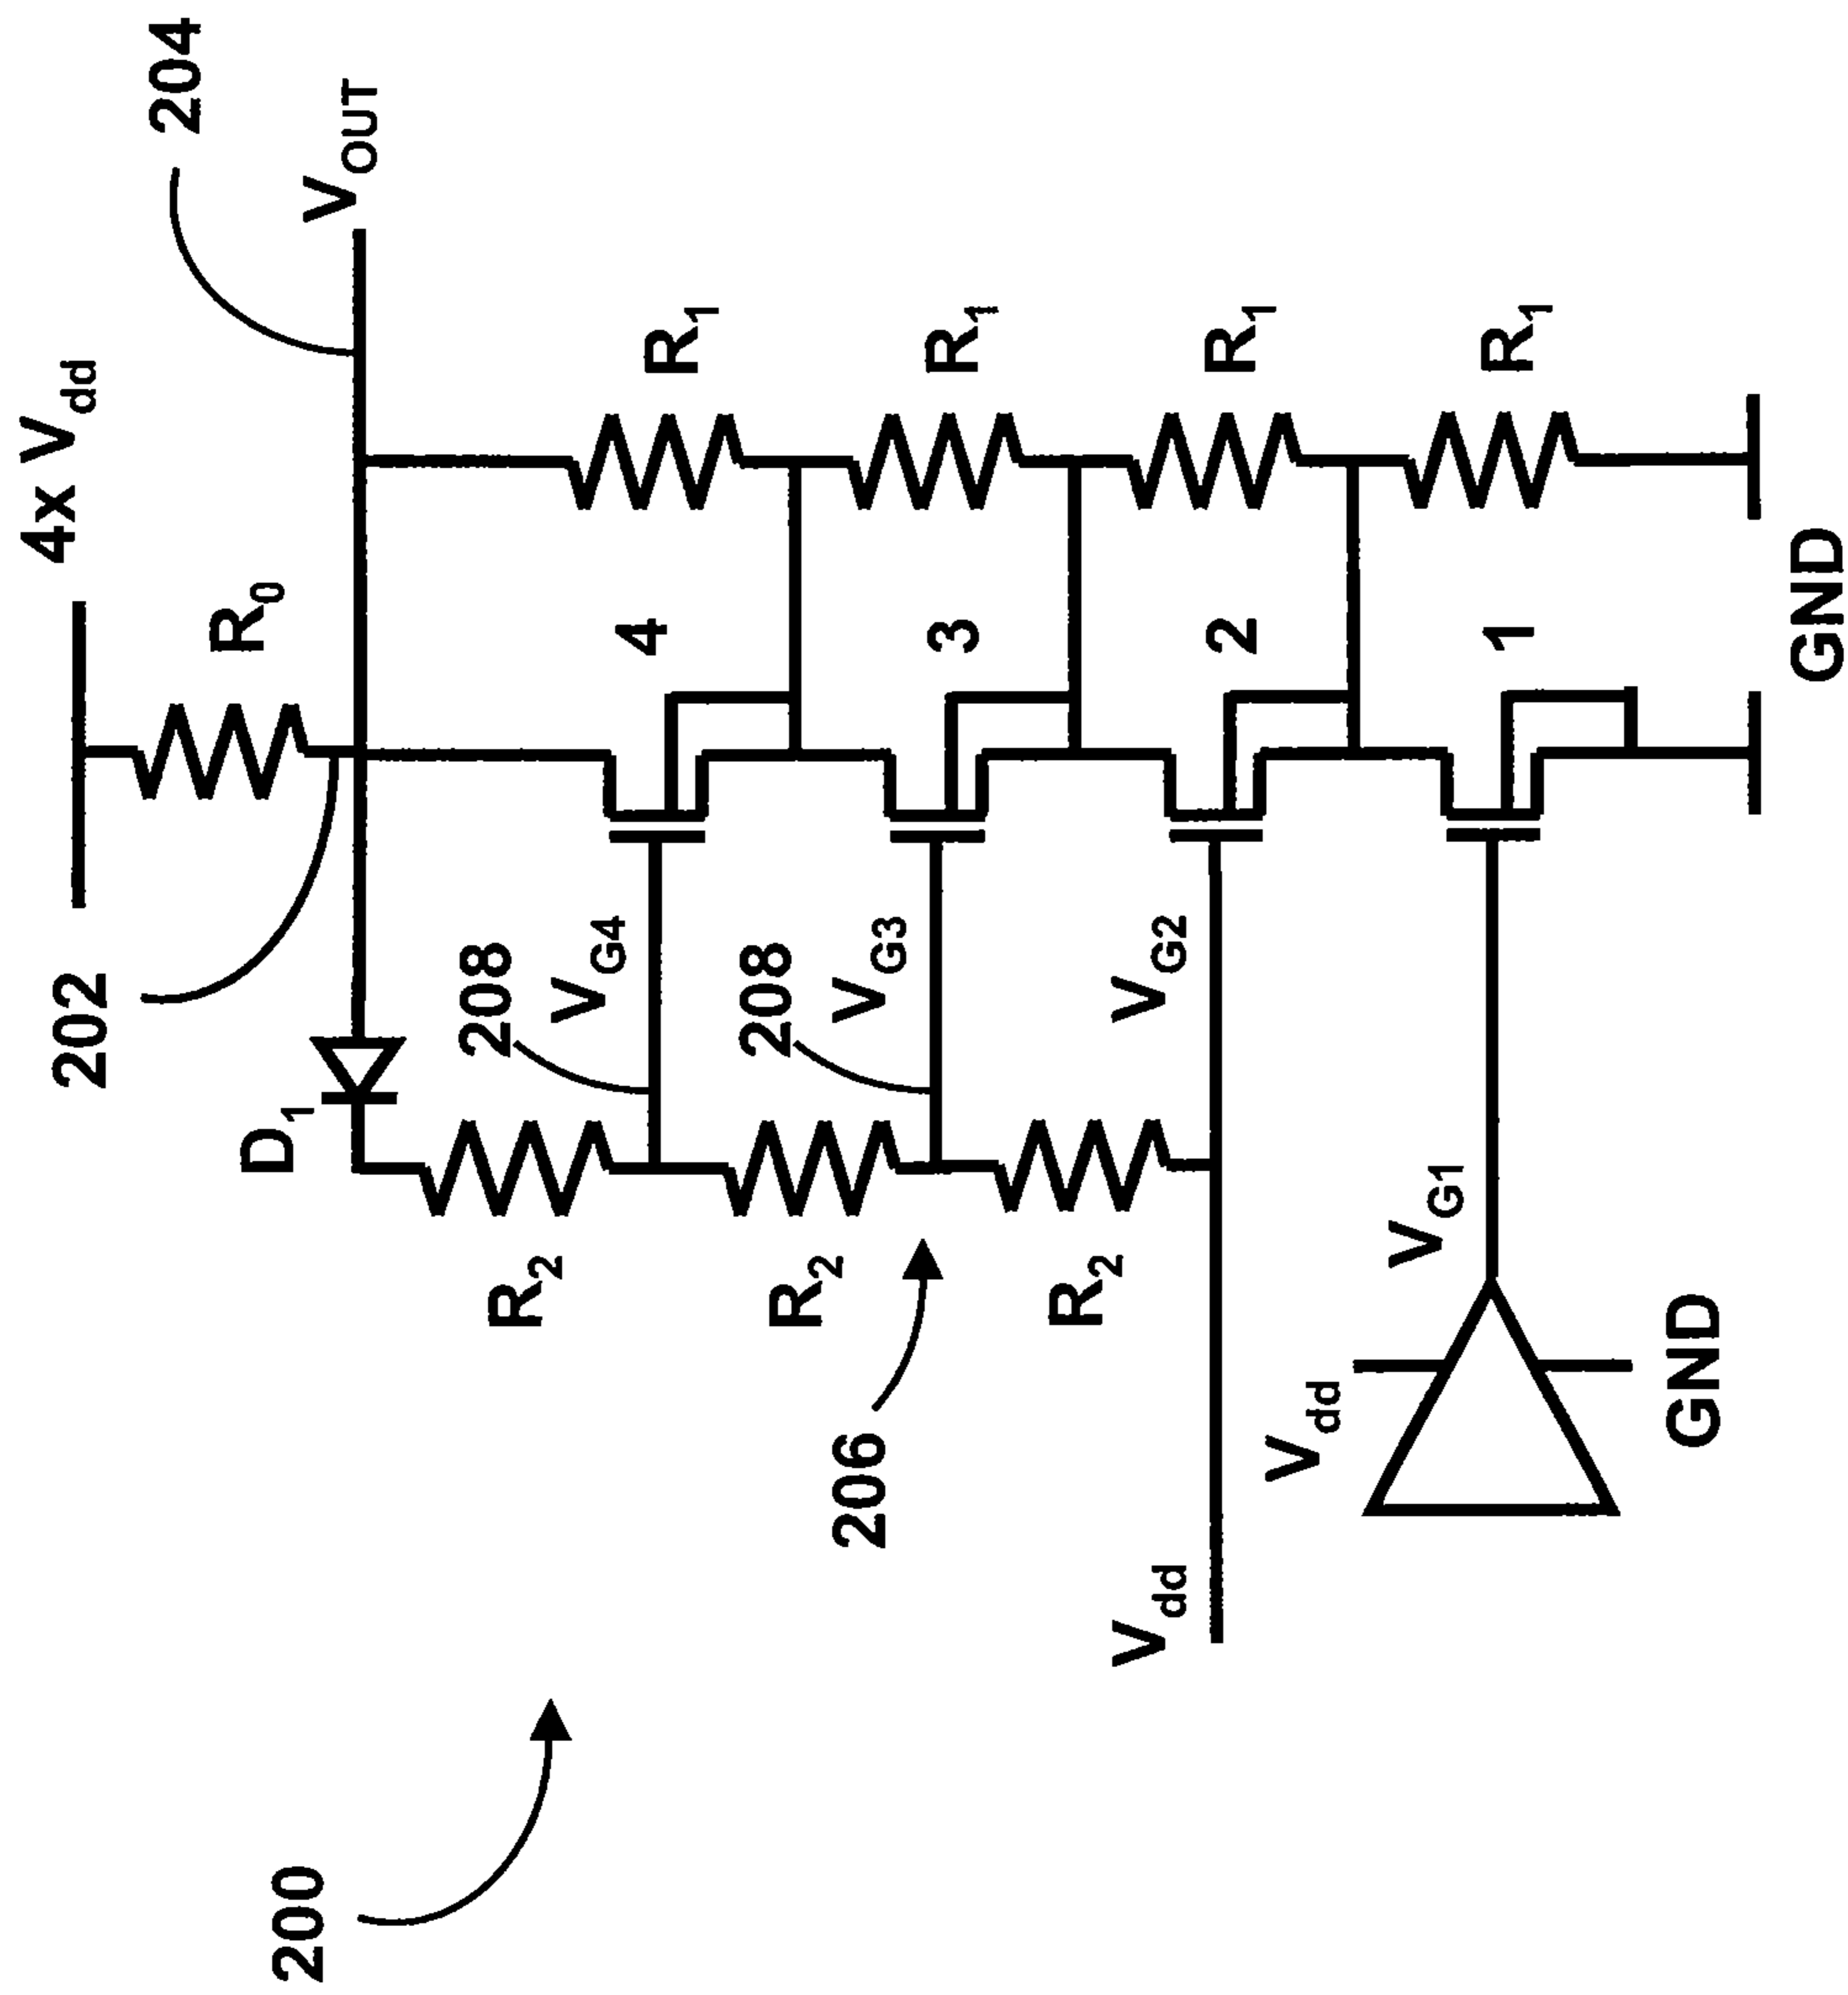 4x Vdd
204
VOUT
R0
202
D1
R1
R1
R1
R1
4
3
2
1
208
VG4
208
VG3
VG2
VG1
R2
R2
R2
206
Vdd
Vdd
GND
GND
200